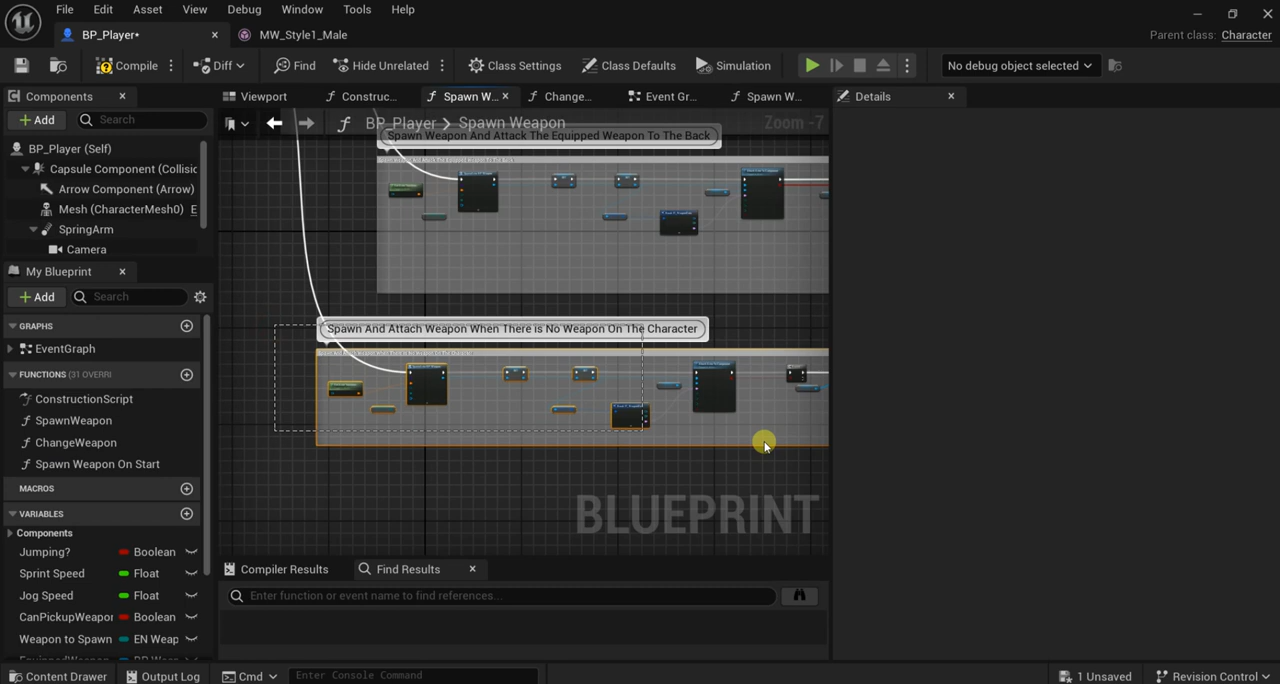 File Edit Asset View Debug Window Tools Help
BP_Player• MW_Style1_Male
Parent class: Character
Compile Diff Find Hide Unrelated Class Settings Class Defaults Simulation No debug object selected
Components Viewport Construc... Spawn W... Change... Event Gr... Spawn W... Details
Add Search
BP_Player > Spawn Weapon Zoom -7
BP_Player (Self)
Capsule Component (Collisic
Arrow Component (Arrow)
Mesh (CharacterMesh0) E
SpringArm
Camera
Spawn Weapon And Attack The Equipped Weapon To The Back
My Blueprint
Add Search
GRAPHS
EventGraph
FUNCTIONS (31 OVERRI
ConstructionScript
SpawnWeapon
ChangeWeapon
Spawn Weapon On Start
MACROS
VARIABLES
Components
Jumping? Boolean
Sprint Speed Float
Jog Speed Float
CanPickupWeapor Boolean
Weapon to Spawn EN Weap
Spawn And Attach Weapon When There is No Weapon On The Character
BLUEPRINT
Compiler Results Find Results
Enter function or event name to find references...
Content Drawer Output Log Cmd Enter Console Command 1 Unsaved Revision Control